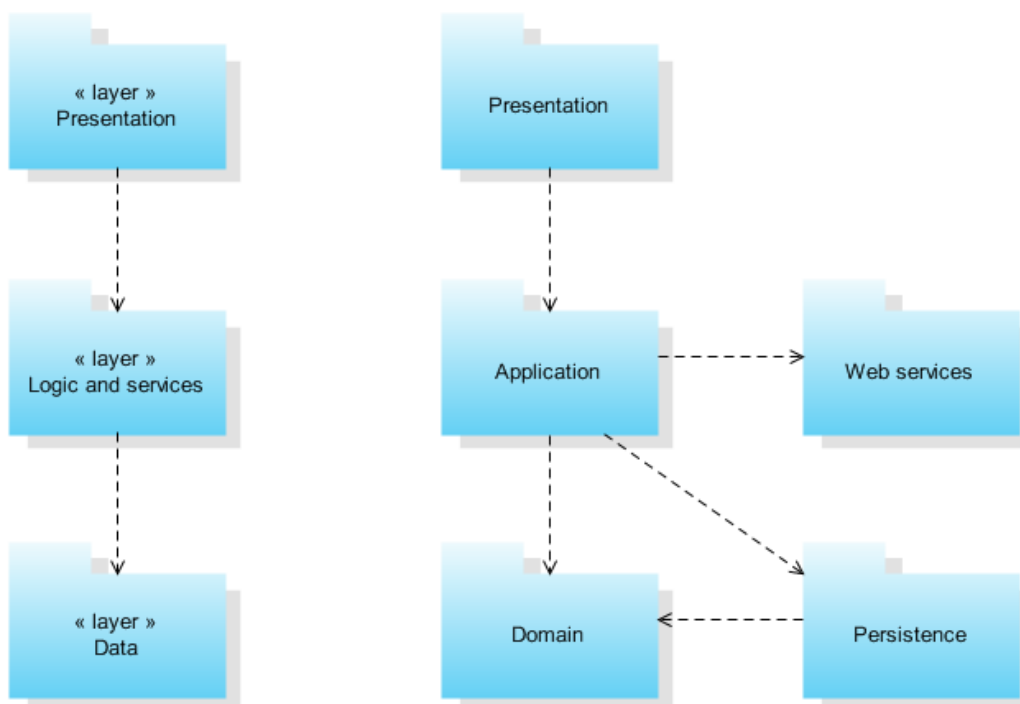 « layer »
Presentation
Presentation
« layer »
Logic and services
Application
Web services
« layer »
Data
Domain
Persistence